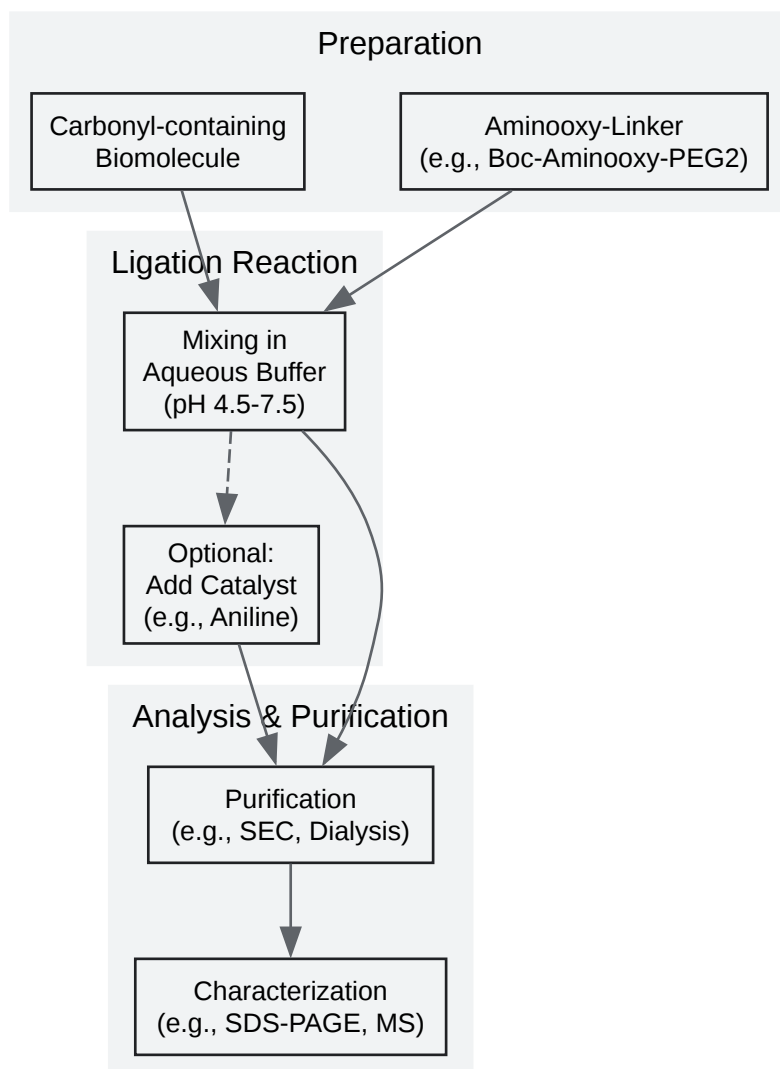 Preparation
Carbonyl-containing
Biomolecule
Aminooxy-Linker
(e.g., Boc-Aminooxy-PEG2)
Ligation Reaction
Mixing in
Aqueous Buffer
(pH 4.5-7.5)
Optional:
Add Catalyst
(e.g., Aniline)
Analysis & Purification
Purification
(e.g., SEC, Dialysis)
Characterization
(e.g., SDS-PAGE, MS)